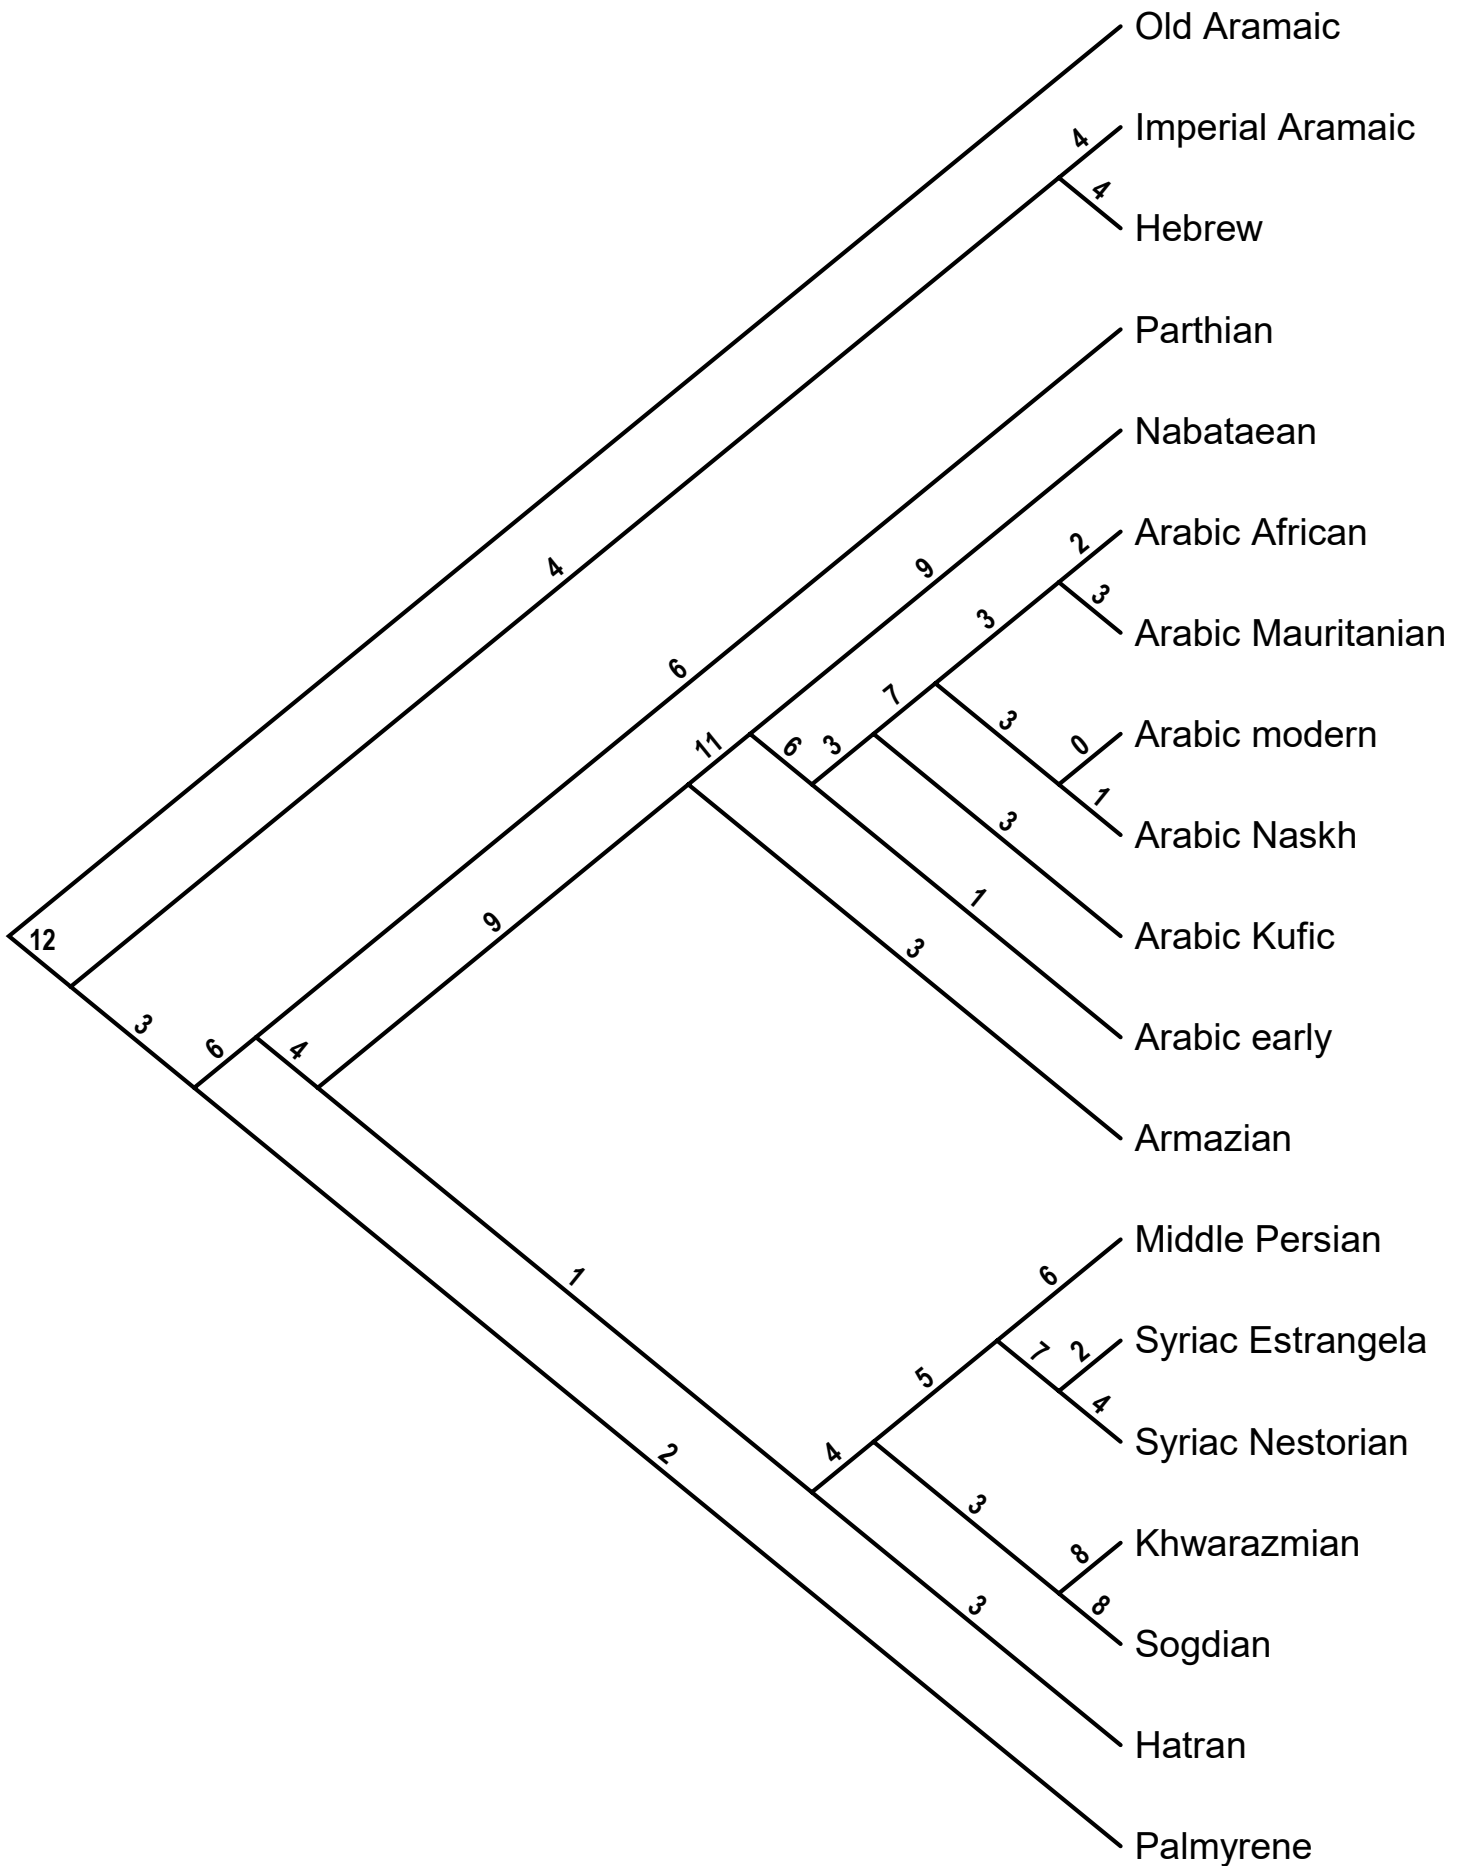 Old Aramaic
4
Imperial Aramaic
4
Hebrew
Parthian
Nabataean
2
Arabic African
4
9
3
3
Arabic Mauritanian
6
7
3
11
6
3
0
Arabic modern
1
Arabic Naskh
3
9
1
12
Arabic Kufic
3
3
6
4
Arabic early
Armazian
Middle Persian
1
6
7
2
Syriac Estrangela
5
4
2
4
Syriac Nestorian
3
8
Khwarazmian
3
8
Sogdian
Hatran
Palmyrene